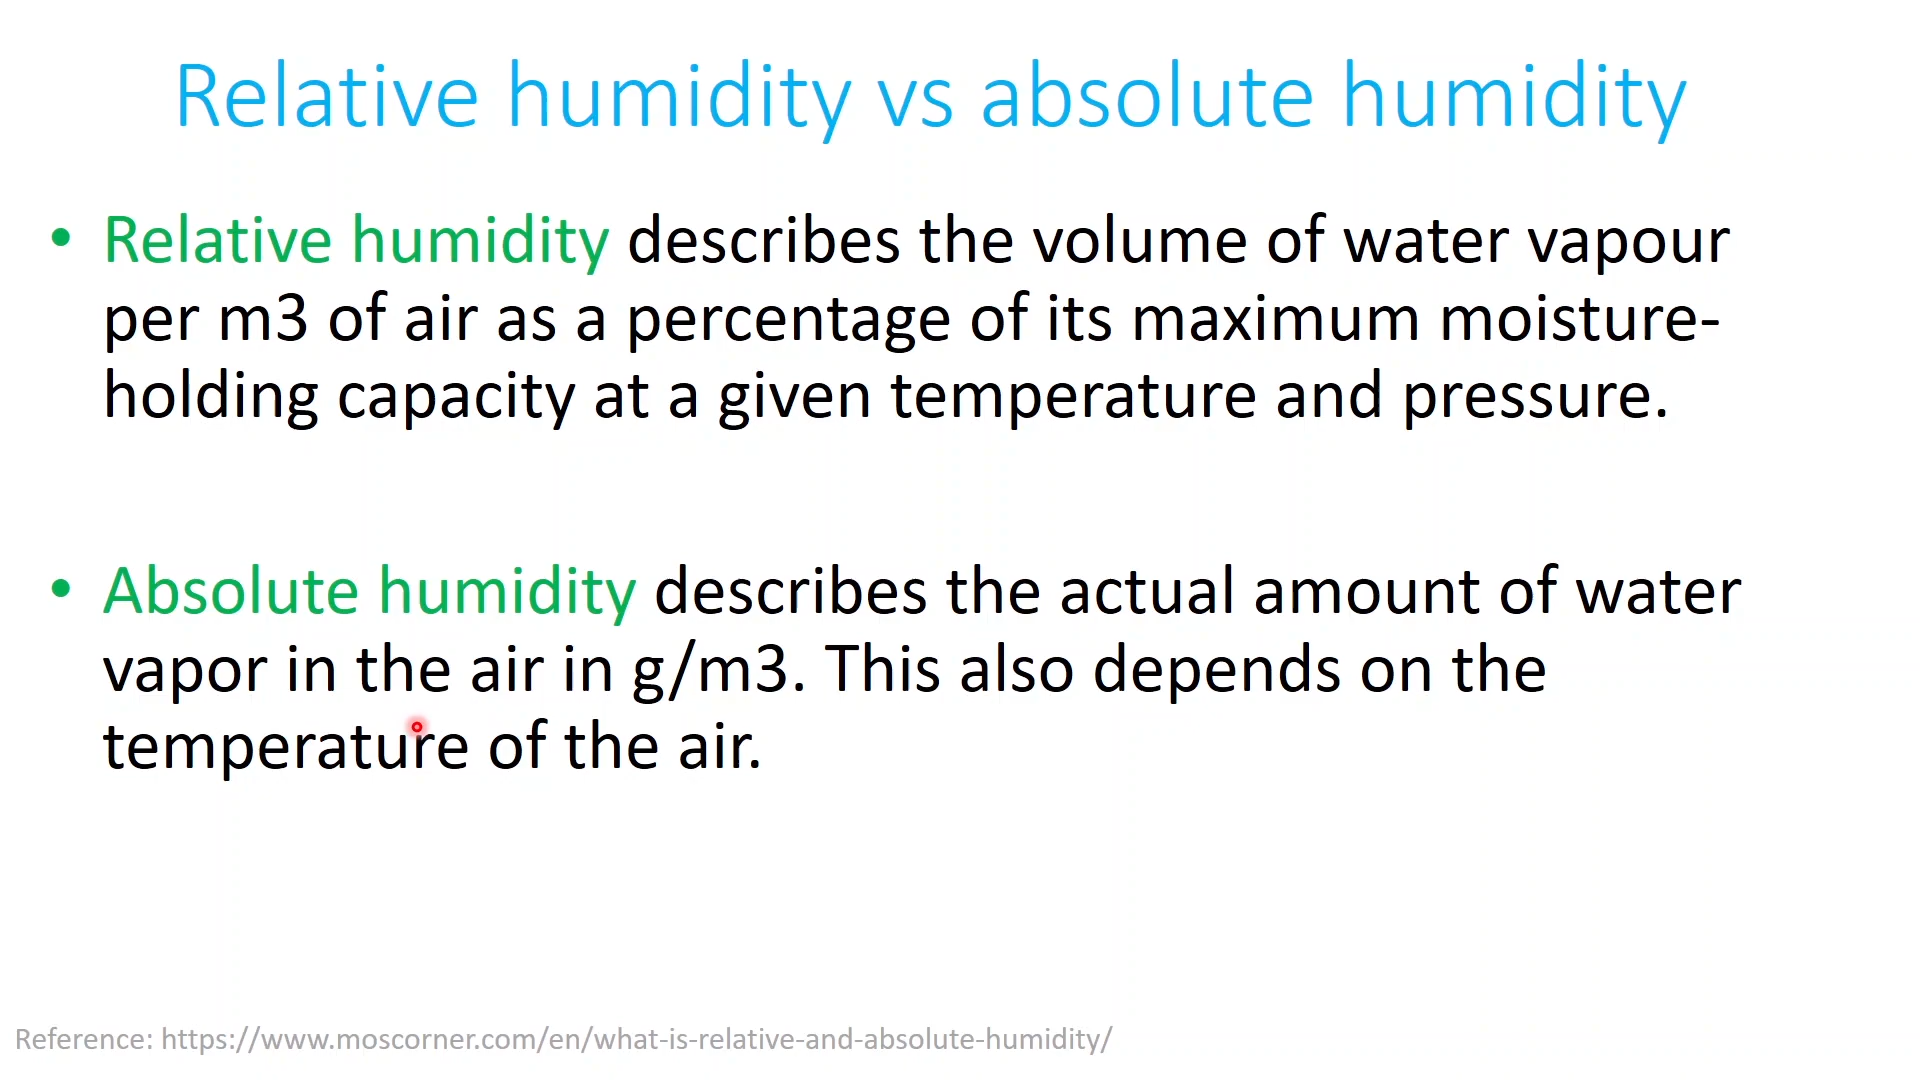 Relative humidity vs absolute humidity
• Relative humidity describes the volume of water vapour
per m3 of air as a percentage of its maximum moisture-
holding capacity at a given temperature and pressure.
• Absolute humidity describes the actual amount of water
vapor in the air in g/m3. This also depends on the
temperature of the air.
Reference: https://www.moscorner.com/en/what-is-relative-and-absolute-humidity/